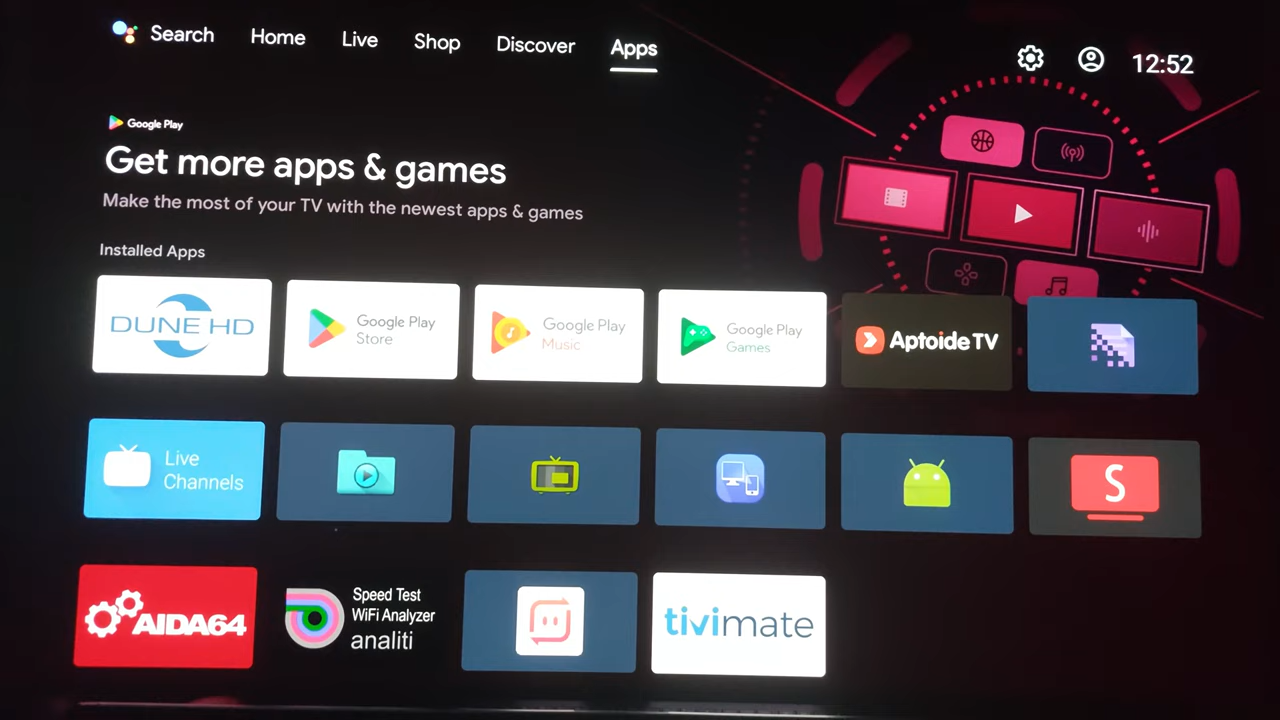 Search Home Live Shop Discover Apps 12:52
Google Play
Get more apps & games
Make the most of your TV with the newest apps & games
Installed Apps
DUNE HD
Google Play
Store
Google Play
Music
Google Play
Games
Aptoide TV
Live
Channels
S
AIDA64
Speed Test
WiFi Analyzer
analiti
tivimate